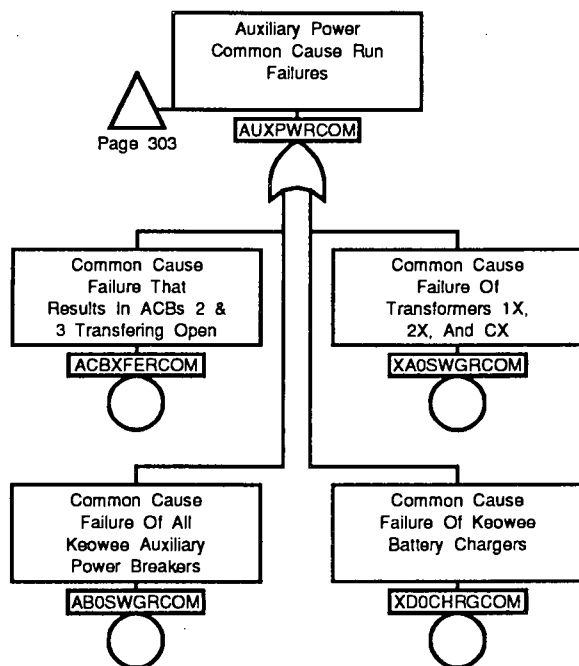 Auxiliary Power
Common Cause Run
Failures
Page 303
AUXPWRCOM
Common Cause
Failure That
Results In ACBs 2 &
3 Transfering Open
ACBXFERCOM
Common Cause
Failure Of
Transformers 1X,
2X, And CX
XA0SWGRCOM
Common Cause
Failure Of All
Keowee Auxiliary
Power Breakers
AB0SWGRCOM
Common Cause
Failure Of Keowee
Battery Chargers
XD0CHRGCOM